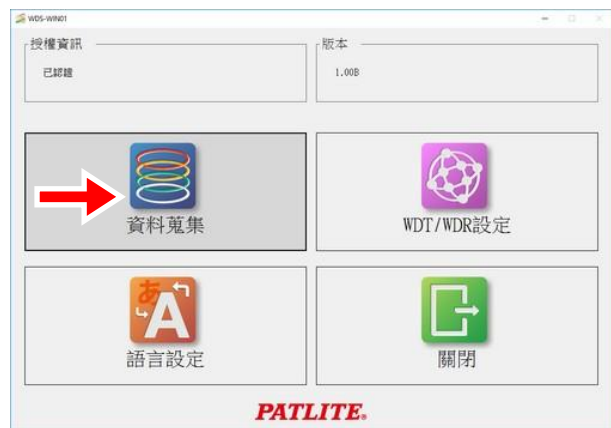 WDS-WIN01
授權資訊
已認證
版本
1.00B
資料蒐集
WDT/WDR設定
あ
A
語言設定
關閉
PATLITE®